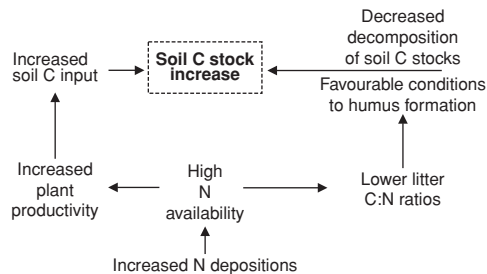 Increased
soil C input
Soil C stock
increase
Decreased
decomposition
of soil C stocks
Favourable conditions
to humus formation
Increased
plant
productivity
High
N
availability
Lower litter
C:N ratios
Increased N depositions